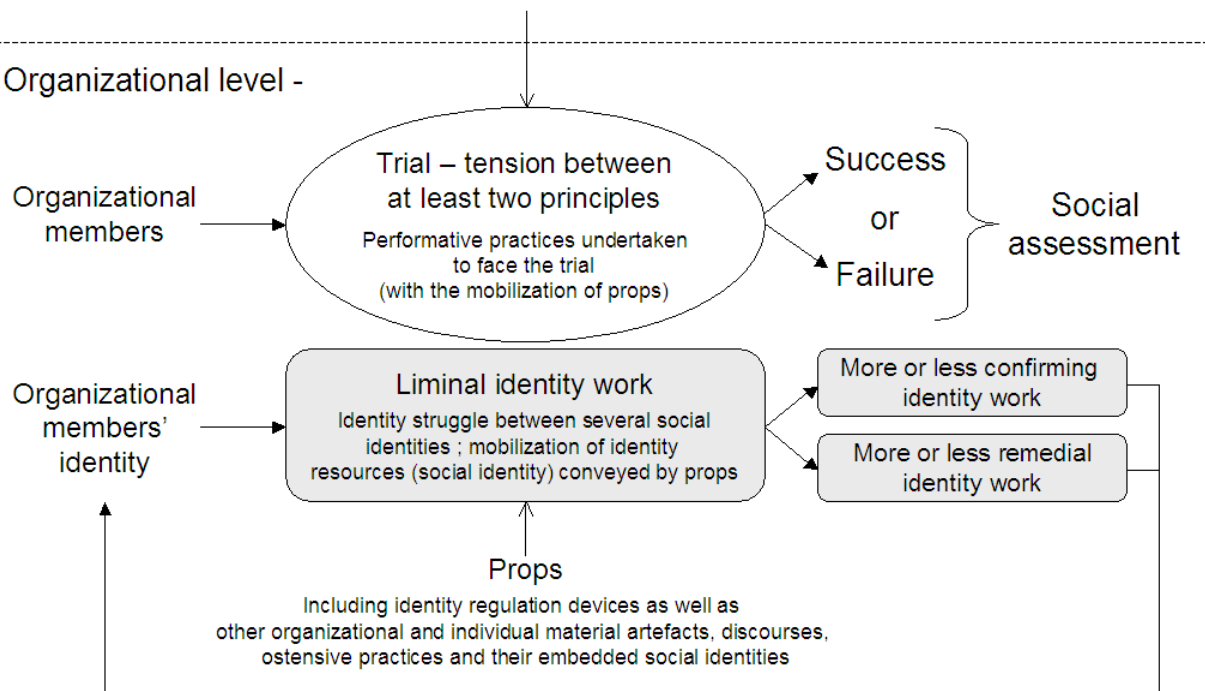 Organizational level -
Organizational
members
Trial – tension between
at least two principles
Performative practices undertaken
to face the trial
(with the mobilization of props)
Success
or
Failure
Social
assessment
Organizational
members’
identity
Liminal identity work
Identity struggle between several social
identities ; mobilization of identity
resources (social identity) conveyed by props
More or less confirming
identity work
More or less remedial
identity work
Props
Including identity regulation devices as well as
other organizational and individual material artefacts, discourses,
ostensive practices and their embedded social identities